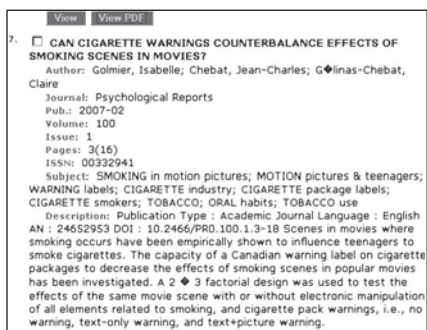 View View PDF
7. CAN CIGARETTE WARNINGS COUNTERBALANCE EFFECTS OF
SMOKING SCENES IN MOVIES?
Author: Golmier, Isabelle; Chebat, Jean-Charles; G�linas-Chebat,
Claire
Journal: Psychological Reports
Pub.: 2007-02
Volume: 100
Issue: 1
Pages: 3(16)
ISSN: 00332941
Subject: SMOKING in motion pictures; MOTION pictures & teenagers;
WARNING labels; CIGARETTE industry; CIGARETTE package labels;
CIGARETTE smokers; TOBACCO; ORAL habits; TOBACCO use
Description: Publication Type : Academic Journal Language : English
AN : 24652953 DOI : 10.2466/PR0.100.1.3-18 Scenes in movies where
smoking occurs have been empirically shown to influence teenagers to
smoke cigarettes. The capacity of a Canadian warning label on cigarette
packages to decrease the effects of smoking scenes in popular movies
has been investigated. A 2 � 3 factorial design was used to test the
effects of the same movie scene with or without electronic manipulation
of all elements related to smoking, and cigarette pack warnings, i.e., no
warning, text-only warning, and text+picture warning.